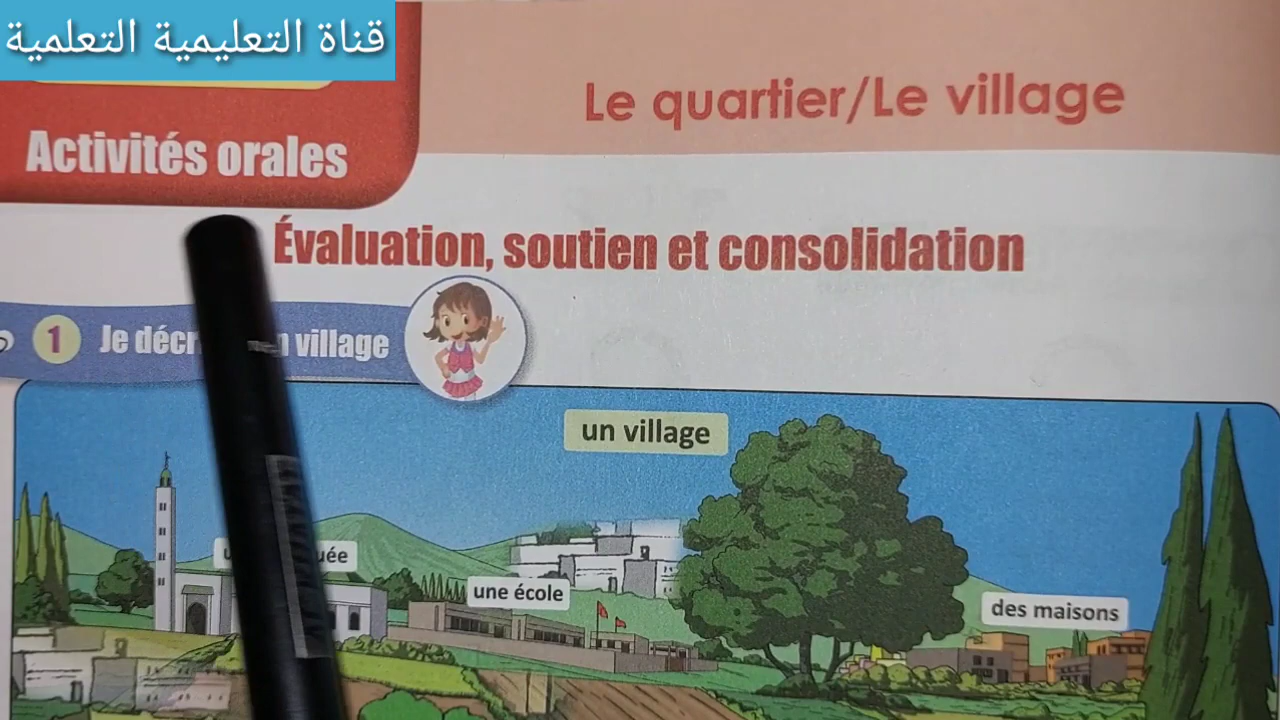 قناة التعليمية التعلمية
Le quartier/Le village
Activités orales
Évaluation, soutien et consolidation
1 Je village
un village
une école
des maisons